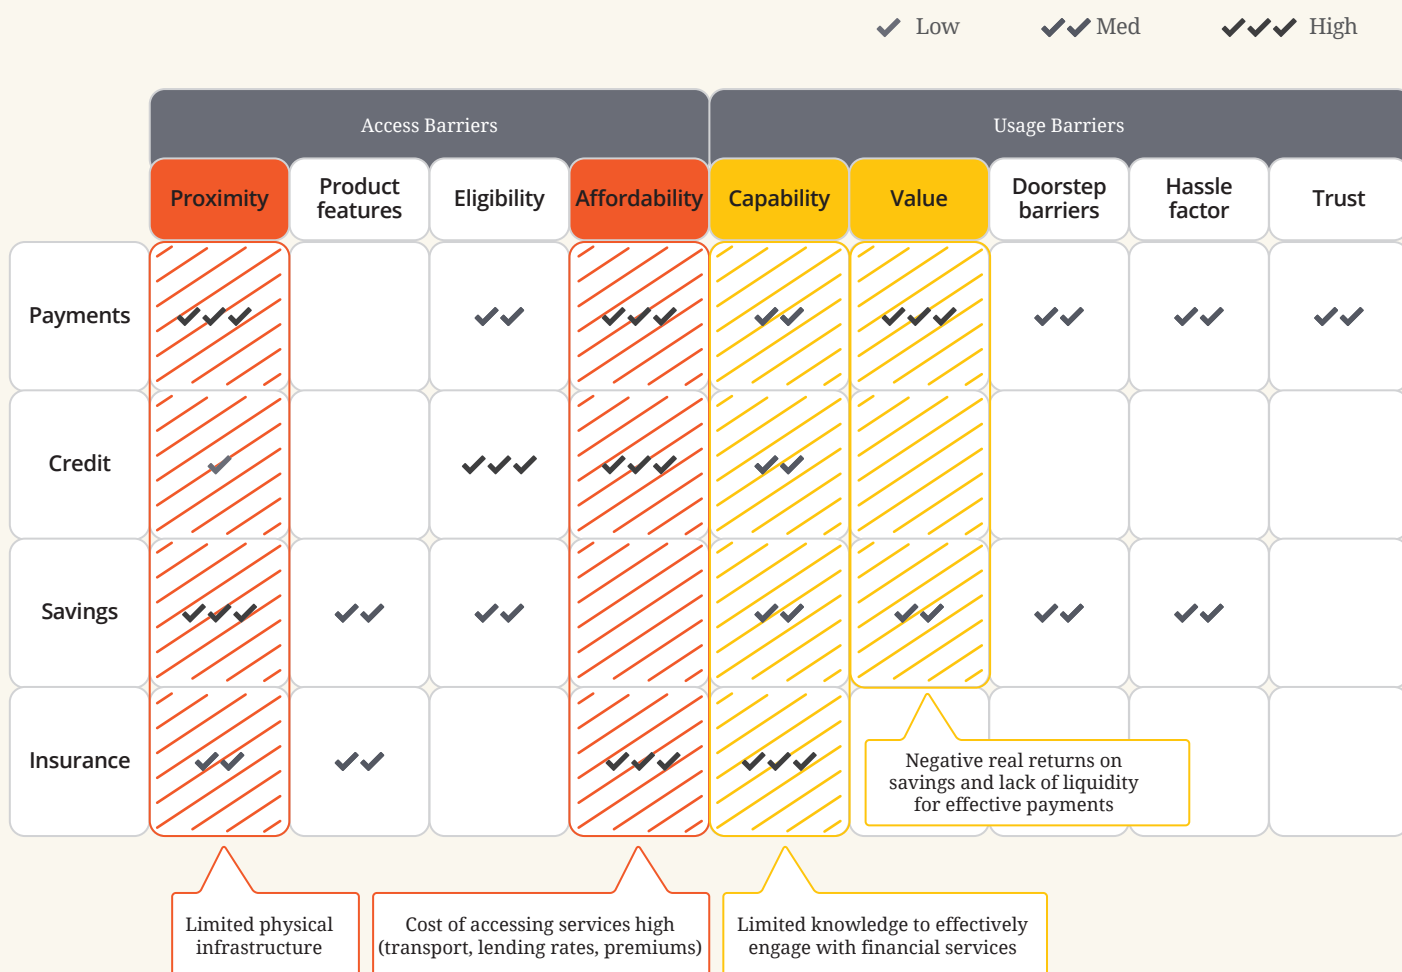 Low
Med
High
Access Barriers
Usage Barriers
Proximity
Product
features
Eligibility
Affordability
Capability
Value
Doorstep
barriers
Hassle
factor
Trust
Payments
Credit
Savings
Insurance
Negative real returns on
savings and lack of liquidity
for effective payments
Limited physical
infrastructure
Cost of accessing services high
(transport, lending rates, premiums)
Limited knowledge to effectively
engage with financial services